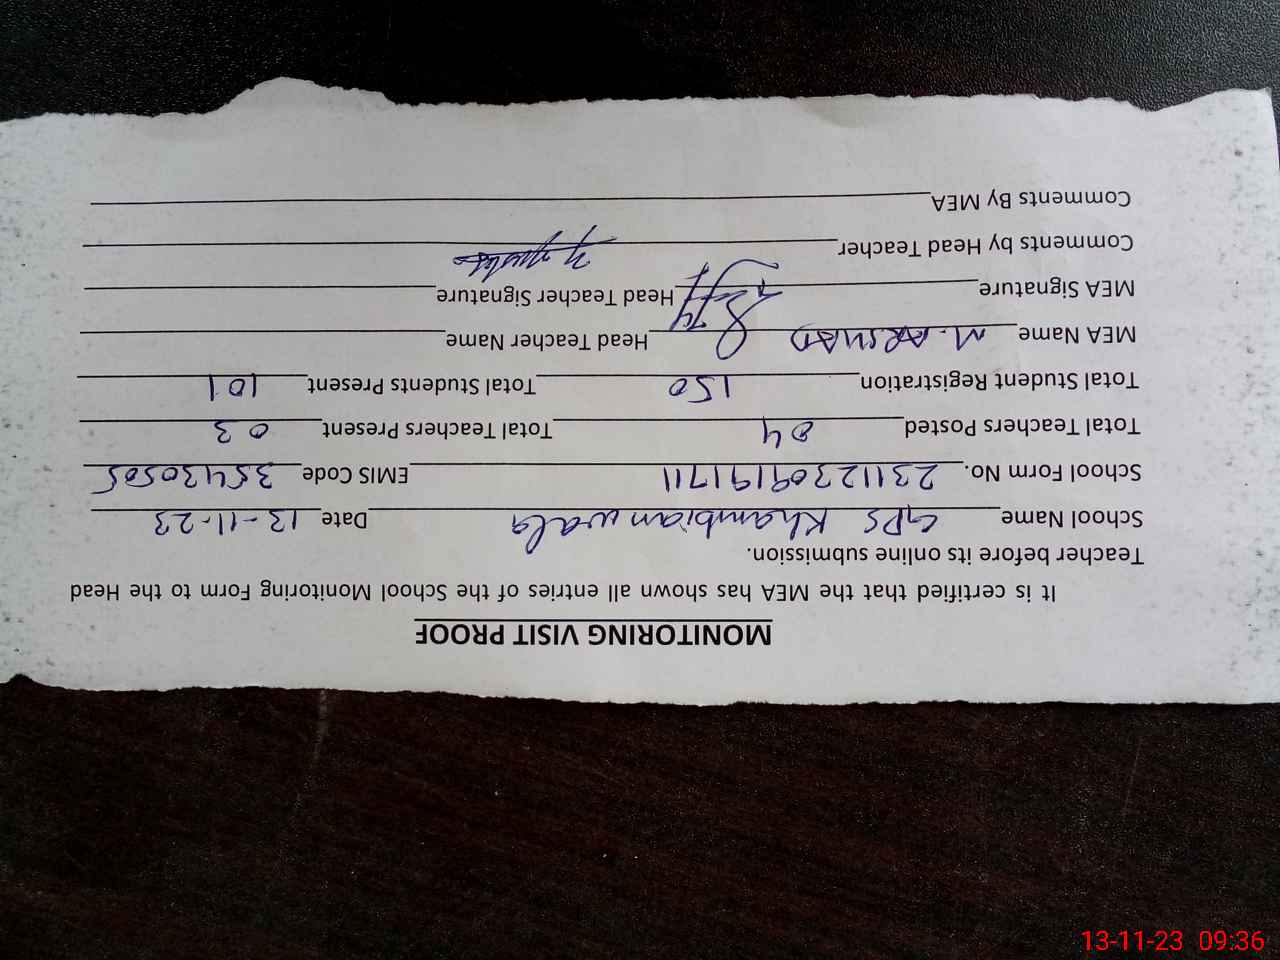 MONITORING VISIT PROOF
It is certified that the MEA has shown all entries of the School Monitoring Form to the Head
Teacher before its online submission.
School Name GPS Khambianwala Date 13-11-23
School Form No. 23112309191711 EMIS Code 35430505
Total Teachers Posted 04 Total Teachers Present 03
Total Student Registration 150 Total Students Present 101
MEA Name M. ARSHAD Head Teacher Name
MEA Signature Head Teacher Signature
Comments by Head Teacher
Comments By MEA
13-11-23 09:36